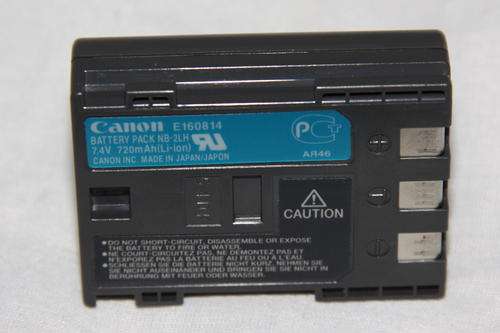 Canon E160814
BATTERY PACK NB-2LH
7.4V 720mAh(Li-ion)
CANON INC. MADE IN JAPAN/JAPON
PCT
AR46
CAUTION
● DO NOT SHORT-CIRCUIT, DISASSEMBLE OR EXPOSE
THE BATTERY TO FIRE OR WATER.
● NE COURT-CIRCUITEZ PAS, NE DEMONTEZ PAS ET
N'EXPOSEZ PAS LA BATTERIE AU FEU OU A L'EAU.
● SCHLIESSEN SIE DIE BATTERIE NICHT KURZ, NEHMEN
SIE NICHT AUSEINANDER UND BRINGEN SIE SIE NICHT IN
MIT FEUER ODER WASSER.